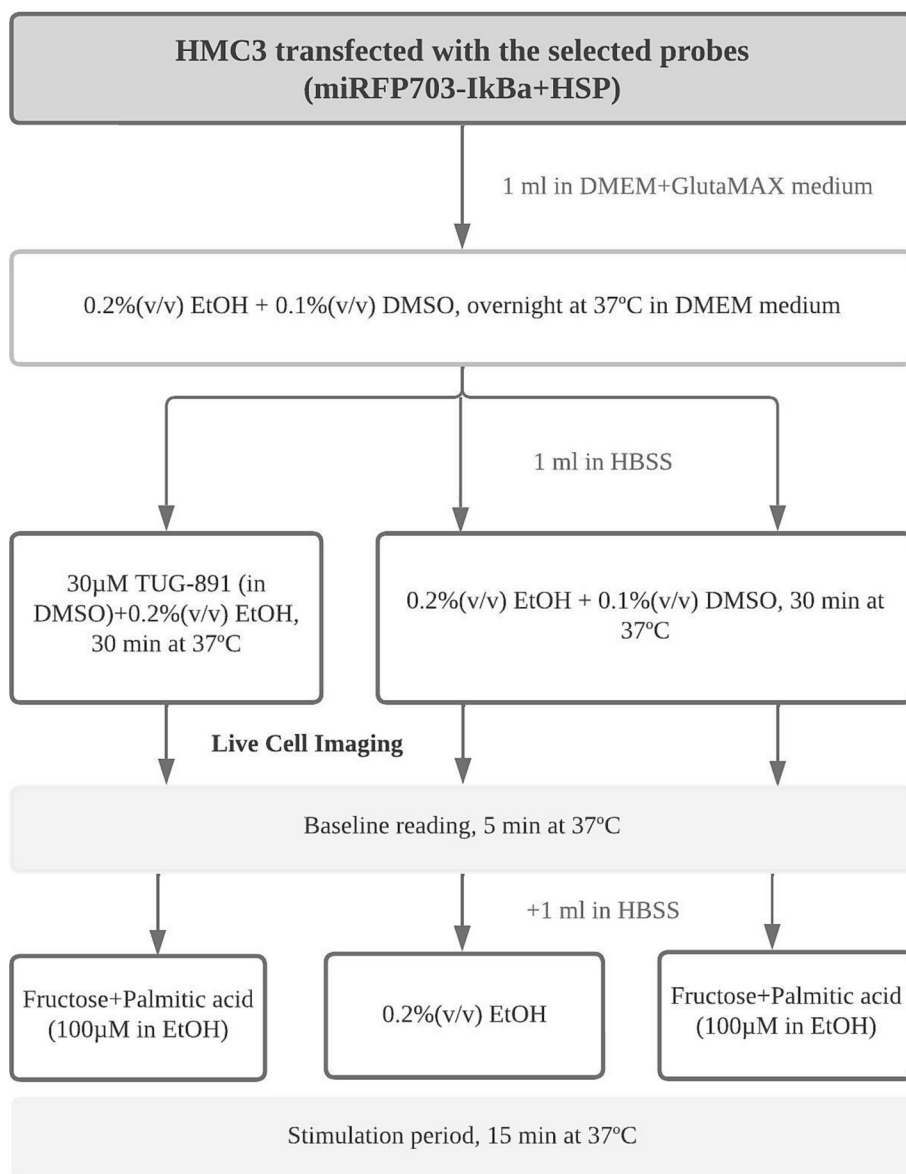 HMC3 transfected with the selected probes
(miRFP703-IkBa+HSP)
1 ml in DMEM+GlutaMAX medium
0.2%(v/v) EtOH + 0.1%(v/v) DMSO, overnight at 37ºC in DMEM medium
1 ml in HBSS
30µM TUG-891 (in
DMSO)+0.2%(v/v) EtOH,
30 min at 37ºC
0.2%(v/v) EtOH + 0.1%(v/v) DMSO, 30 min at
37ºC
Live Cell Imaging
Baseline reading, 5 min at 37ºC
+1 ml in HBSS
Fructose+Palmitic acid
(100µM in EtOH)
0.2%(v/v) EtOH
Fructose+Palmitic acid
(100µM in EtOH)
Stimulation period, 15 min at 37ºC